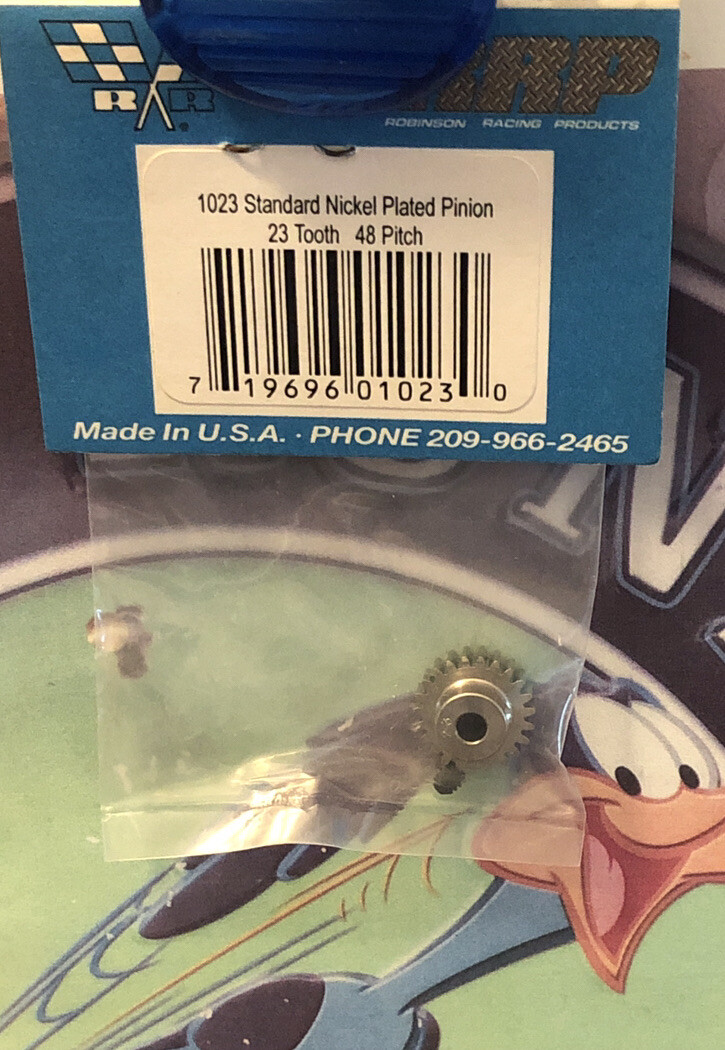 R R ®
RRP
ROBINSON RACING PRODUCTS
1023 Standard Nickel Plated Pinion
23 Tooth 48 Pitch
7 19696 01023 0
Made In U.S.A. · PHONE 209-966-2465